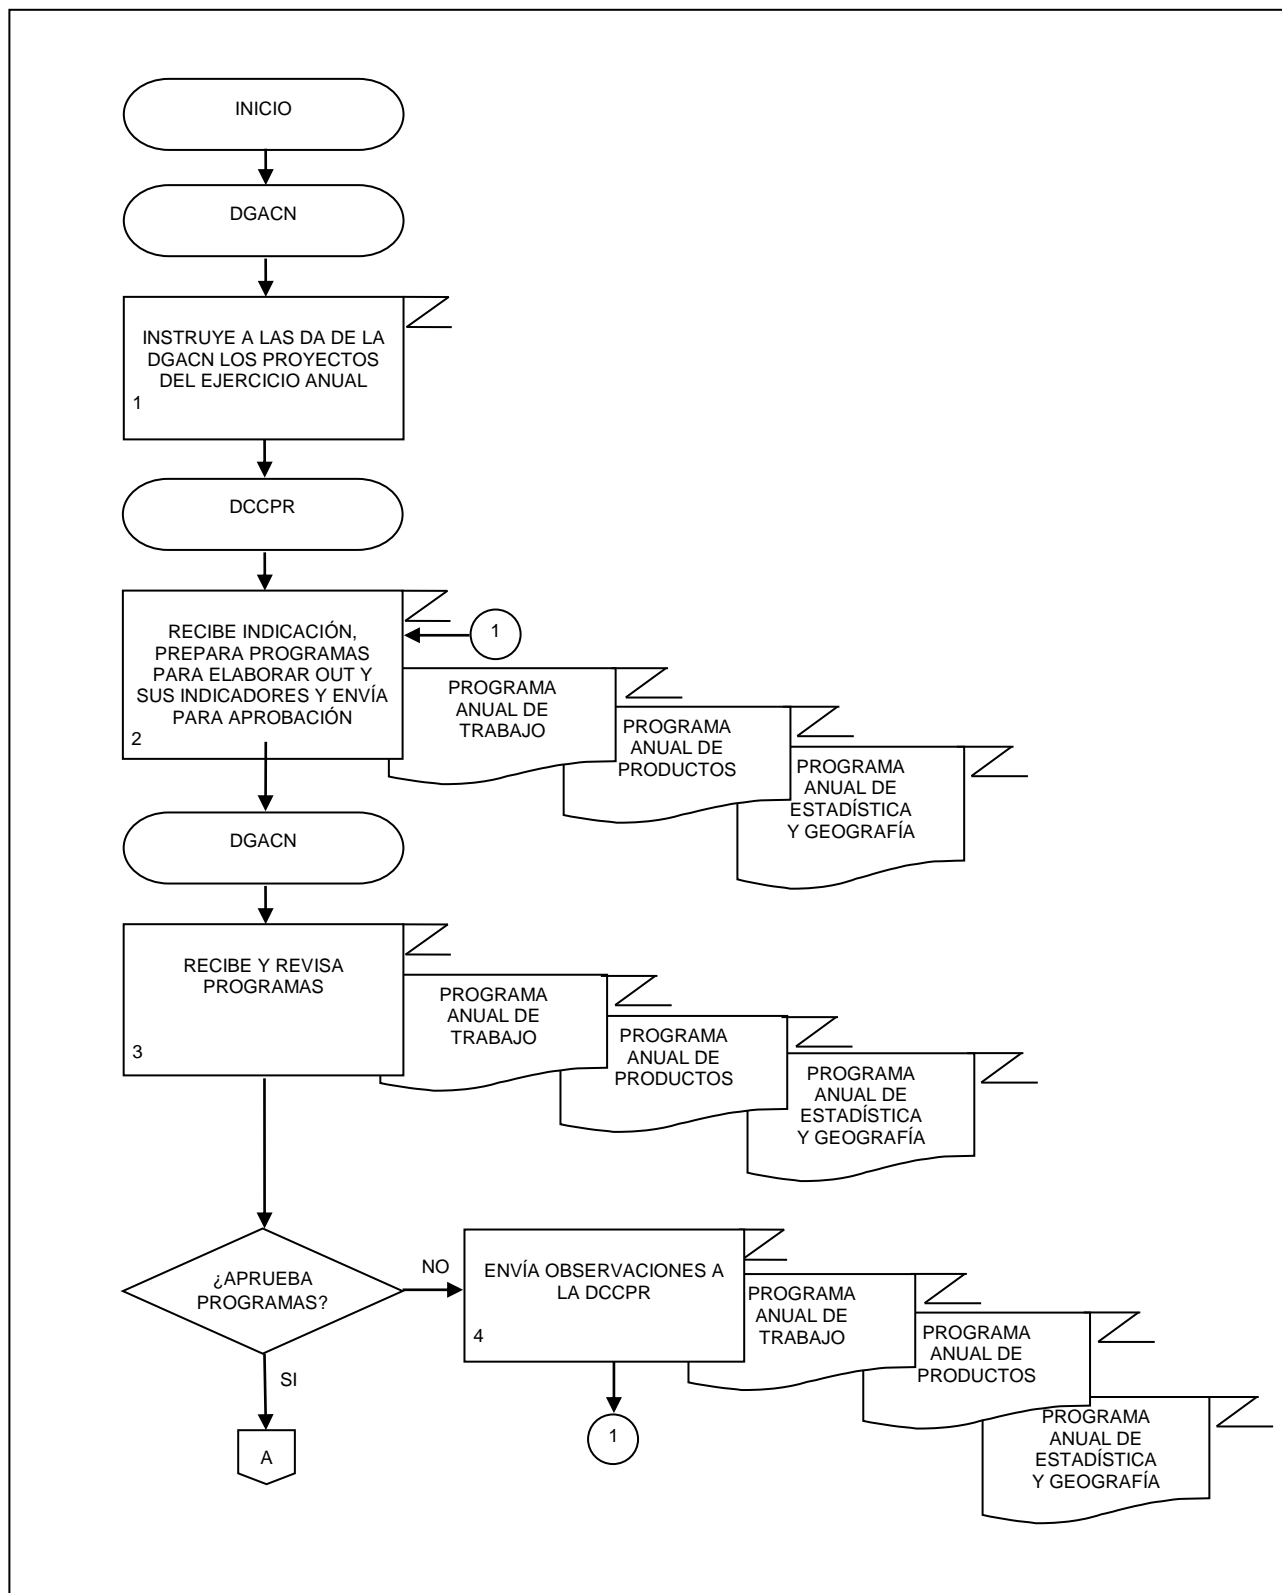 INICIO
DGACN
INSTRUYE A LAS DA DE LA
DGACN LOS PROYECTOS
DEL EJERCICIO ANUAL
1
DCCPR
RECIBE INDICACIÓN,
PREPARA PROGRAMAS
PARA ELABORAR OUT Y
SUS INDICADORES Y ENVÍA
PARA APROBACIÓN
2
1
PROGRAMA
ANUAL DE
TRABAJO
PROGRAMA
ANUAL DE
PRODUCTOS
PROGRAMA
ANUAL DE
ESTADÍSTICA
Y GEOGRAFÍA
DGACN
RECIBE Y REVISA
PROGRAMAS
3
PROGRAMA
ANUAL DE
TRABAJO
PROGRAMA
ANUAL DE
PRODUCTOS
PROGRAMA
ANUAL DE
ESTADÍSTICA
Y GEOGRAFÍA
¿APRUEBA
PROGRAMAS?
NO
SI
A
ENVÍA OBSERVACIONES A
LA DCCPR
4
PROGRAMA
ANUAL DE
TRABAJO
PROGRAMA
ANUAL DE
PRODUCTOS
PROGRAMA
ANUAL DE
ESTADÍSTICA
Y GEOGRAFÍA
1